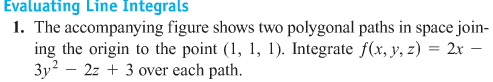 Evaluating Line Integrals
1. The accompanying figure shows two polygonal paths in space join-
ing the origin to the point (1, 1, 1). Integrate f(x, y, z) = 2x −
3y² − 2z + 3 over each path.